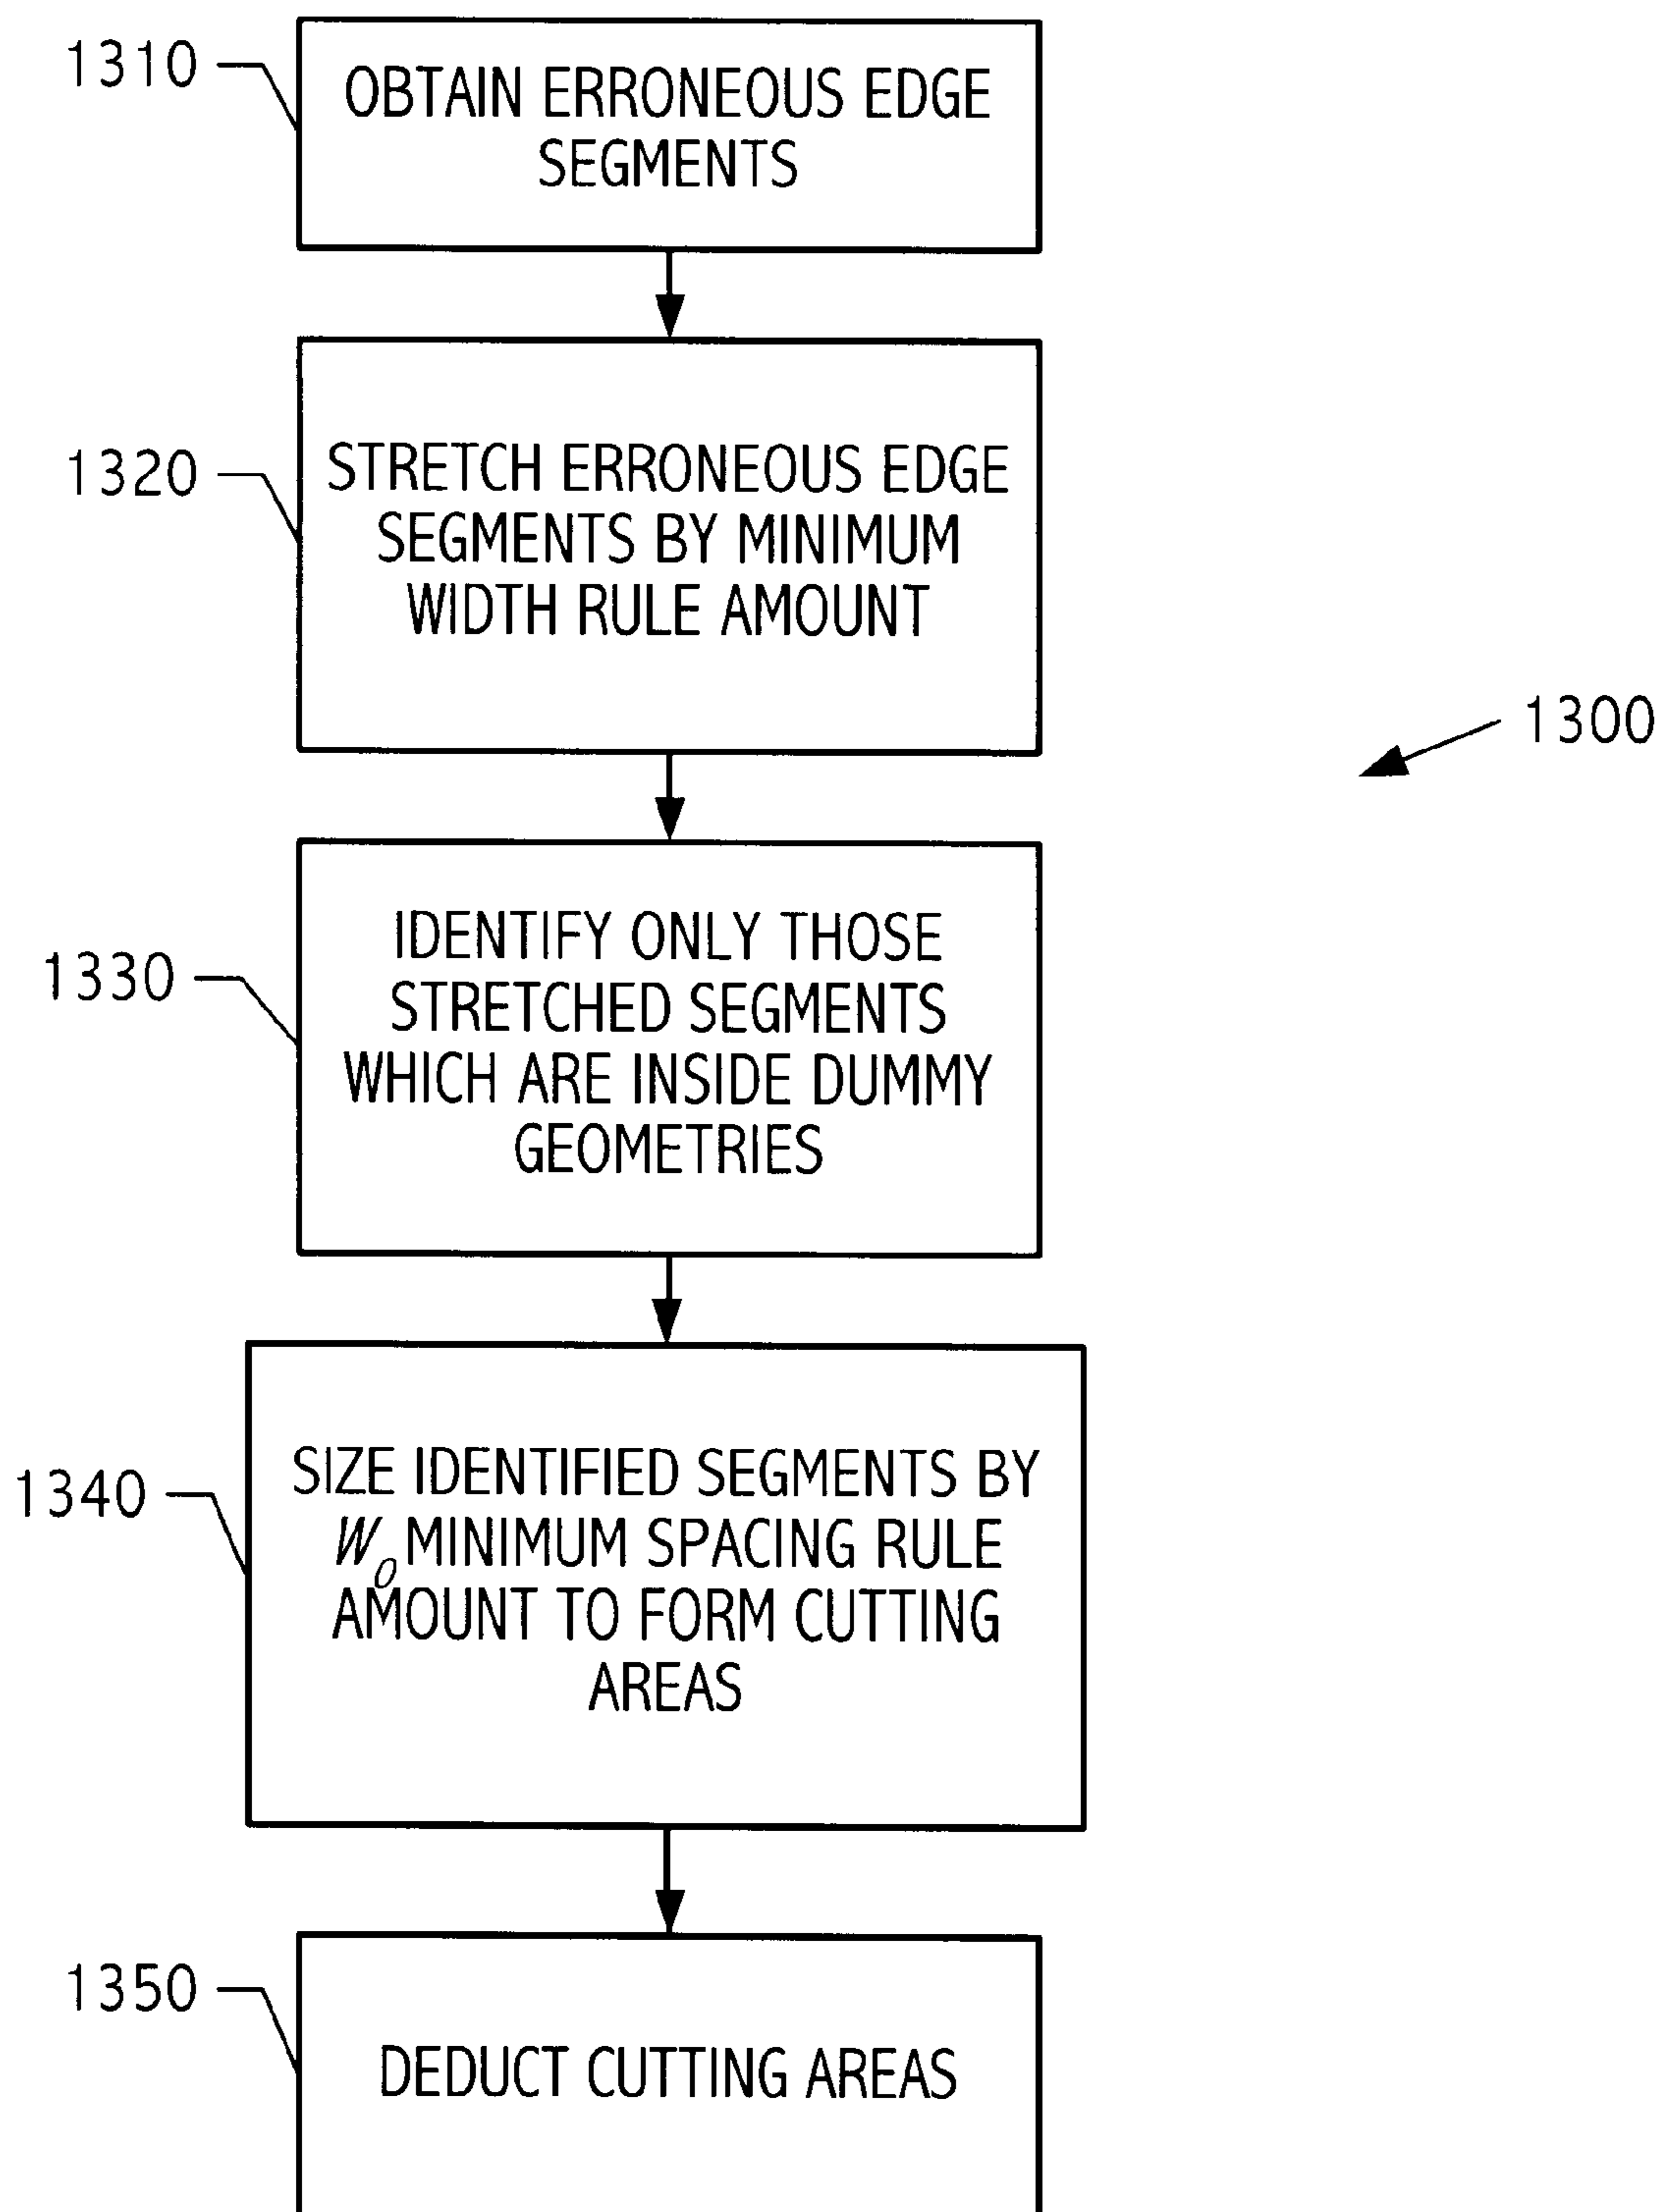 1310
OBTAIN ERRONEOUS EDGE
SEGMENTS
1320
STRETCH ERRONEOUS EDGE
SEGMENTS BY MINIMUM
WIDTH RULE AMOUNT
1300
1330
IDENTIFY ONLY THOSE
STRETCHED SEGMENTS
WHICH ARE INSIDE DUMMY
GEOMETRIES
1340
SIZE IDENTIFIED SEGMENTS BY
W₀ MINIMUM SPACING RULE
AMOUNT TO FORM CUTTING
AREAS
1350
DEDUCT CUTTING AREAS